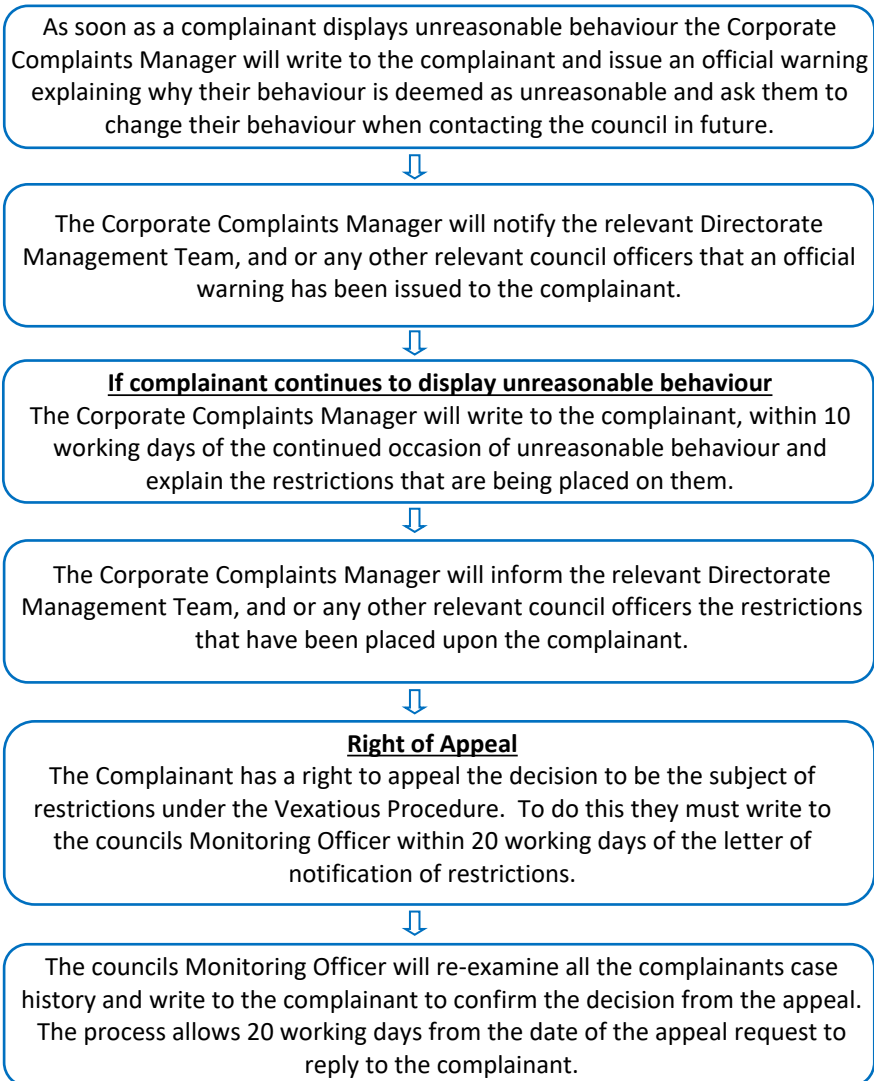 As soon as a complainant displays unreasonable behaviour the Corporate
Complaints Manager will write to the complainant and issue an official warning
explaining why their behaviour is deemed as unreasonable and ask them to
change their behaviour when contacting the council in future.
The Corporate Complaints Manager will notify the relevant Directorate
Management Team, and or any other relevant council officers that an official
warning has been issued to the complainant.
If complainant continues to display unreasonable behaviour
The Corporate Complaints Manager will write to the complainant, within 10
working days of the continued occasion of unreasonable behaviour and
explain the restrictions that are being placed on them.
The Corporate Complaints Manager will inform the relevant Directorate
Management Team, and or any other relevant council officers the restrictions
that have been placed upon the complainant.
Right of Appeal
The Complainant has a right to appeal the decision to be the subject of
restrictions under the Vexatious Procedure.  To do this they must write to
the councils Monitoring Officer within 20 working days of the letter of
notification of restrictions.
The councils Monitoring Officer will re-examine all the complainants case
history and write to the complainant to confirm the decision from the appeal.
The process allows 20 working days from the date of the appeal request to
reply to the complainant.